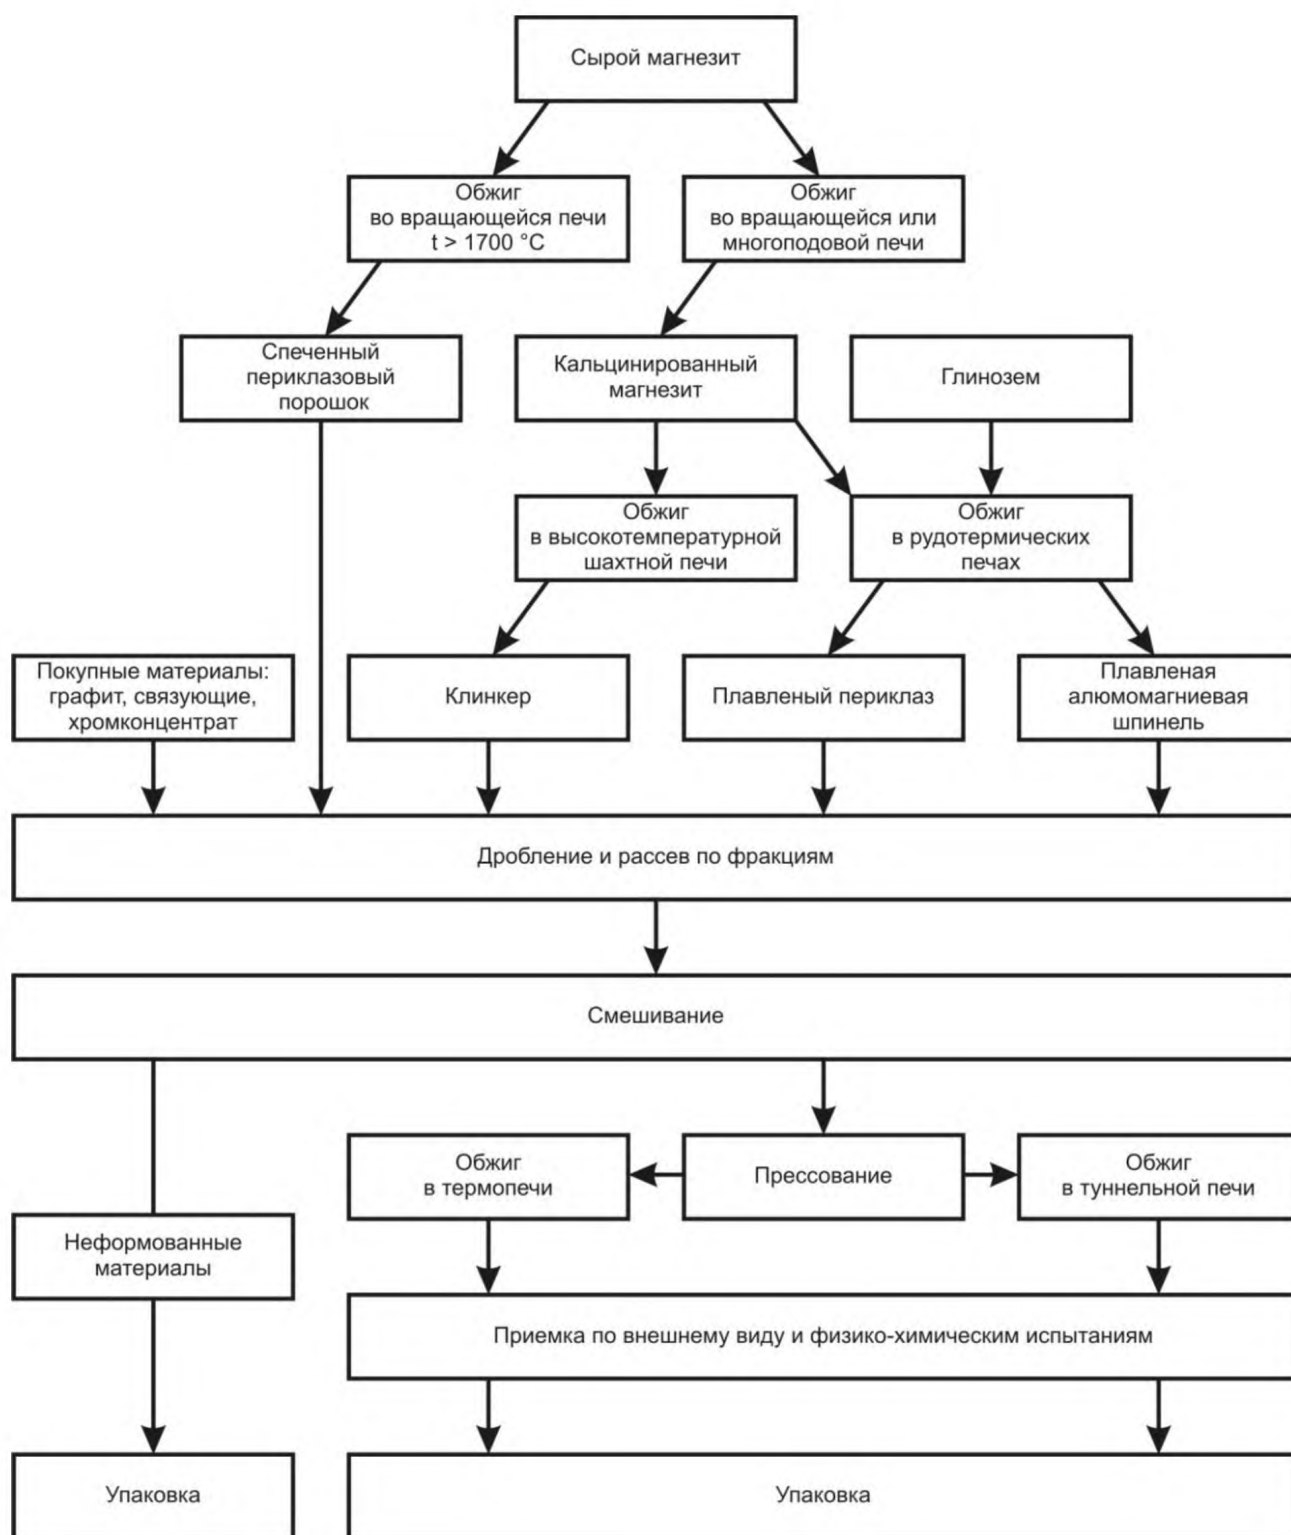 Сырой магнезит
Обжиг
во вращающейся печи
t > 1700 °C
Обжиг
во вращающейся или
многоподовой печи
Спеченный
периклазовый
порошок
Кальцинированный
магнезит
Глинозем
Обжиг
в высокотемпературной
шахтной печи
Обжиг
в рудотермических
печах
Покупные материалы:
графит, связующие,
хромконцентрат
Клинкер
Плавленый периклаз
Плавленая
алюмомагниевая
шпинель
Дробление и рассев по фракциям
Смешивание
Обжиг
в термопечи
Прессование
Обжиг
в туннельной печи
Неформованные
материалы
Приемка по внешнему виду и физико-химическим испытаниям
Упаковка
Упаковка